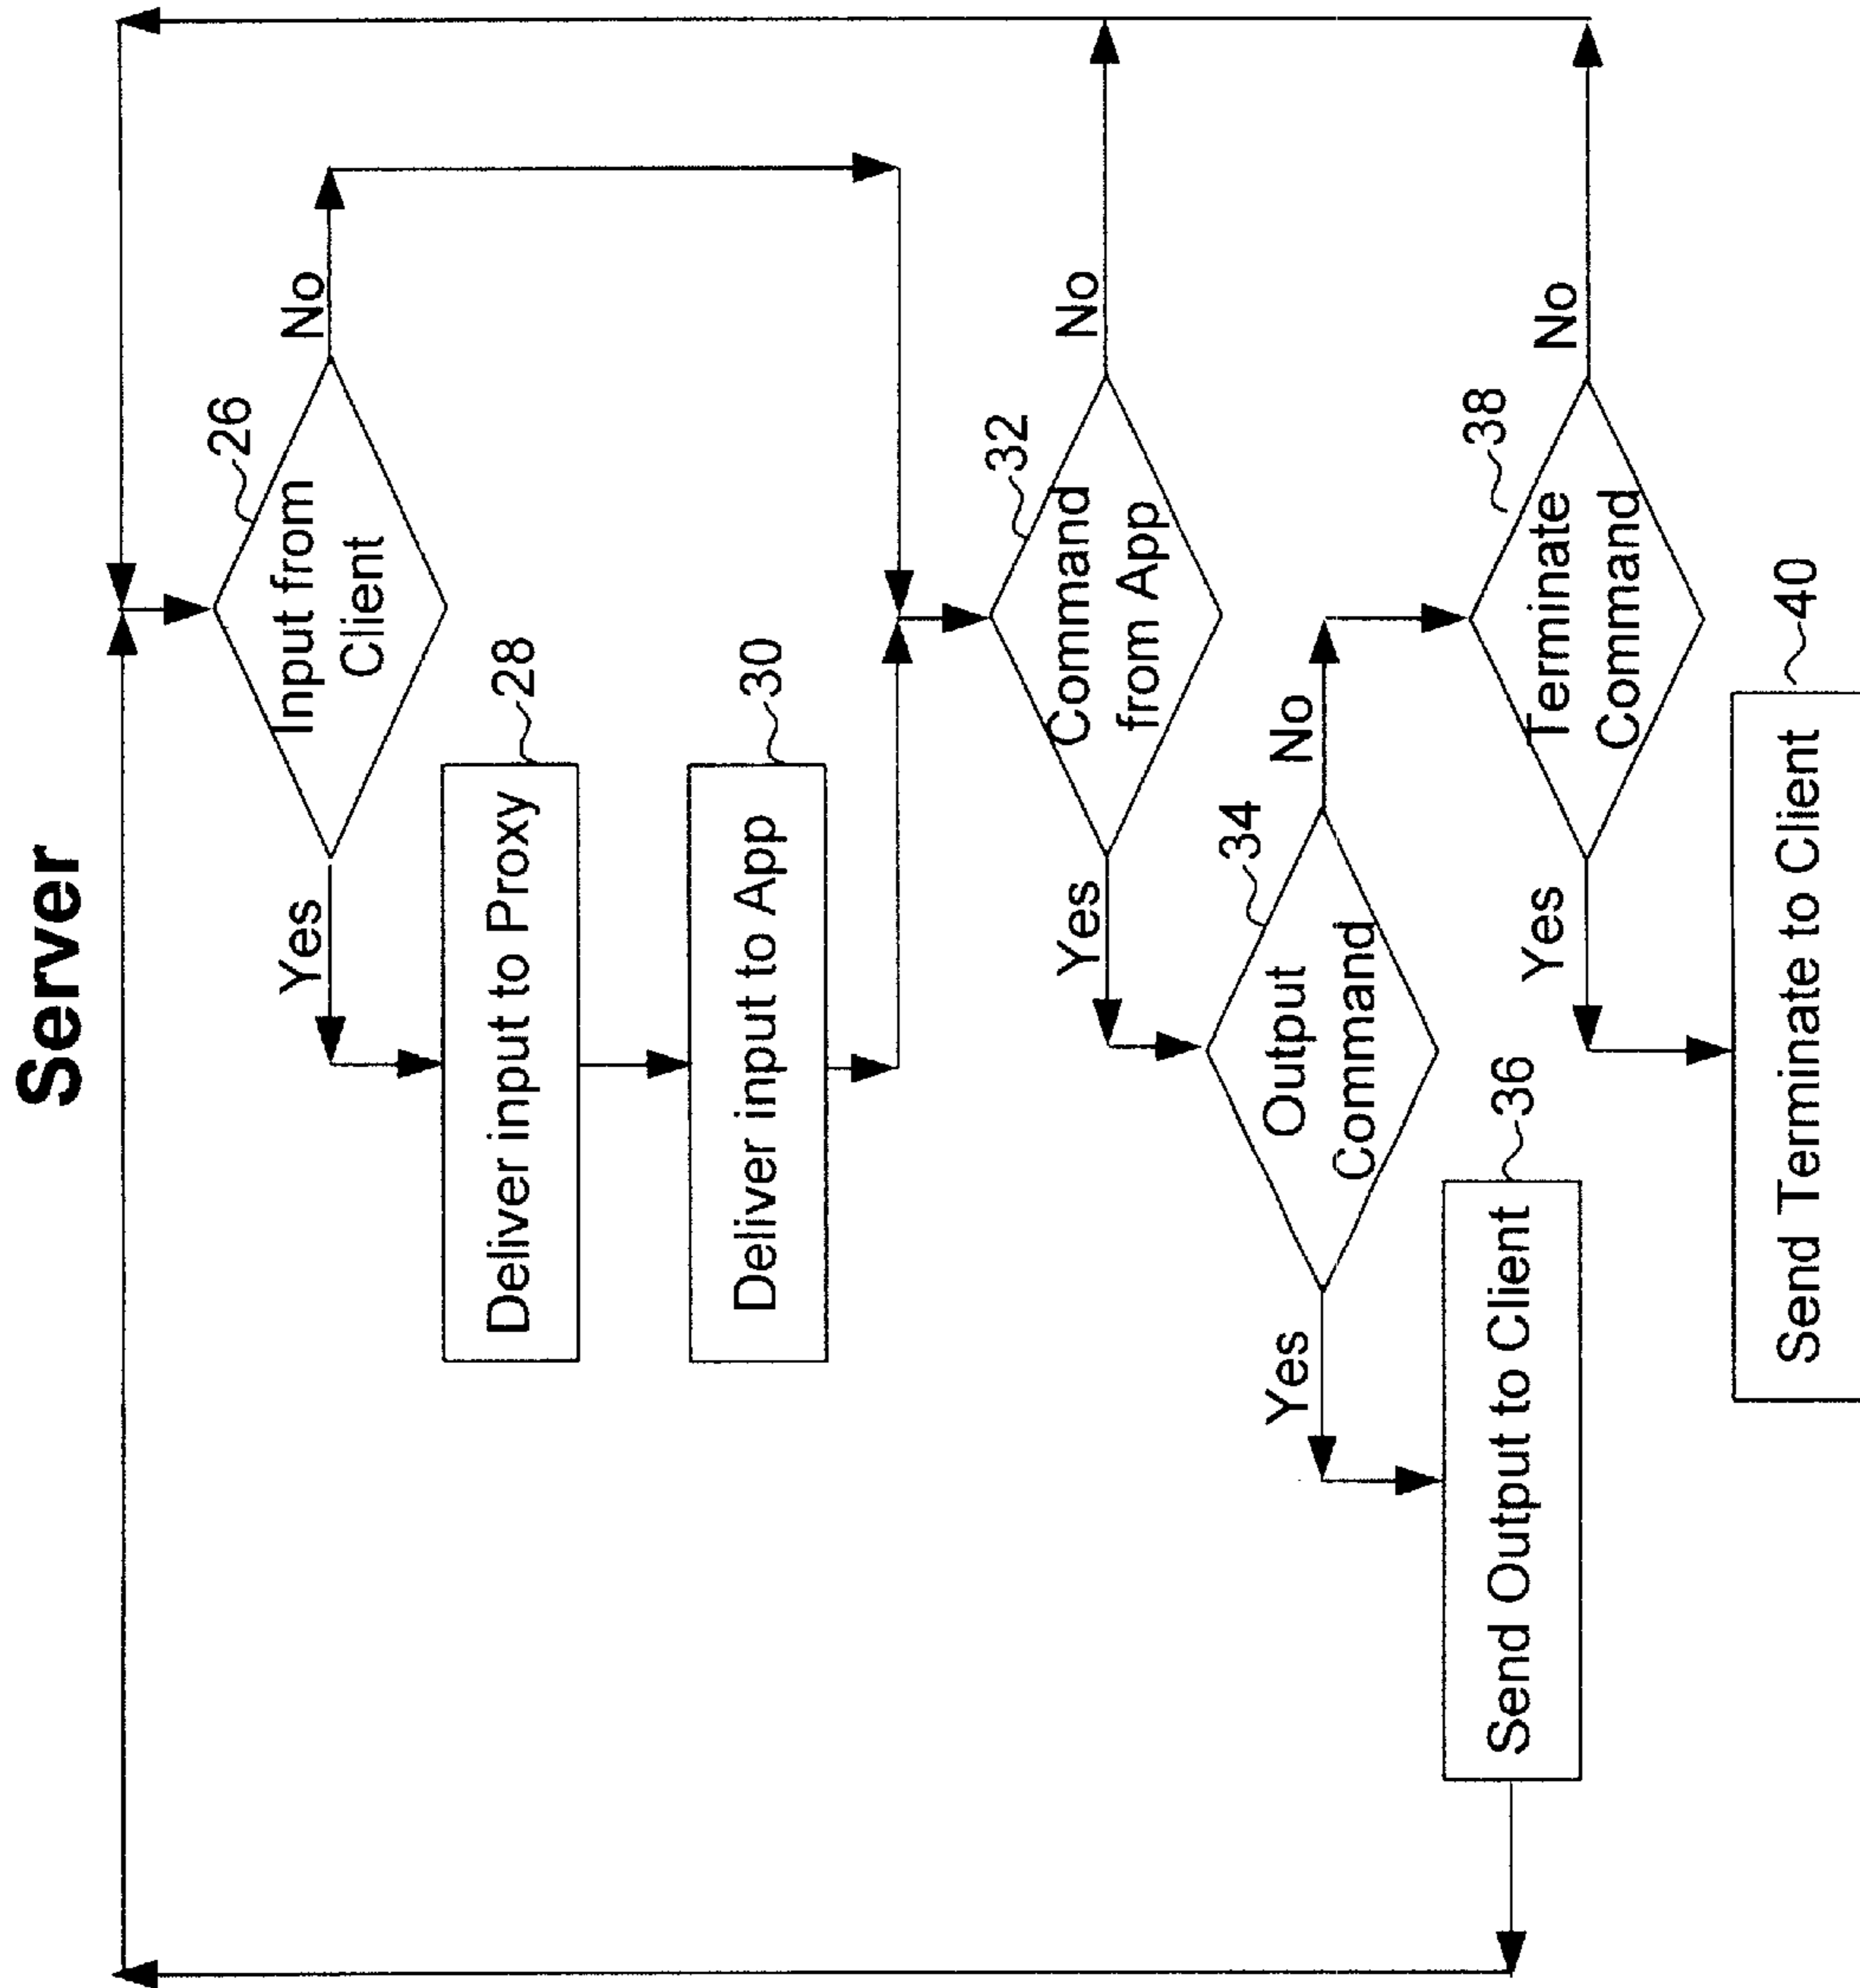 Server
26
Input from
Client
Yes
No
28
Deliver input to Proxy
30
Deliver input to App
32
Command
from App
Yes
No
34
Output
Command
Yes
No
36
Send Output to Client
38
Terminate
Command
Yes
No
40
Send Terminate to Client